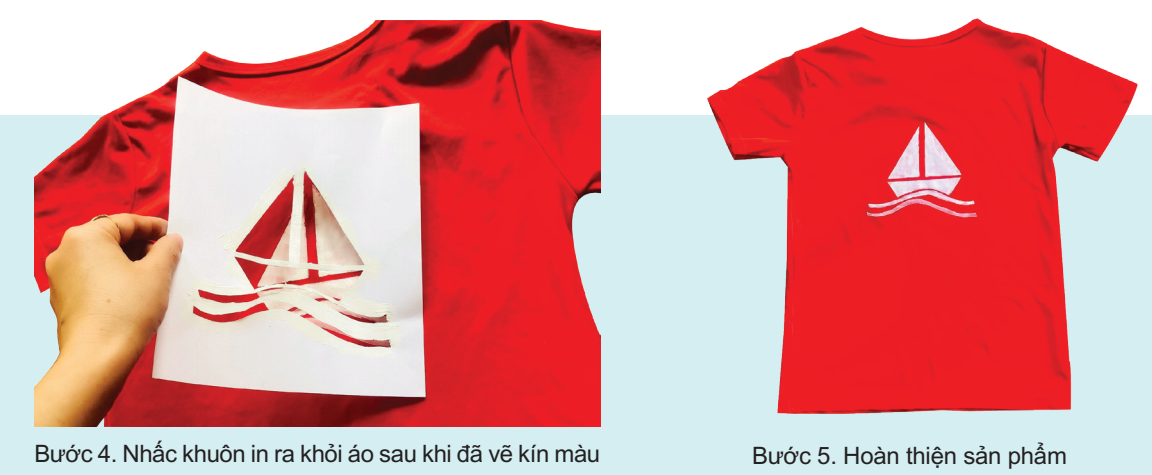 Bước 4. Nhấc khuôn in ra khỏi áo sau khi đã vẽ kín màu
Bước 5. Hoàn thiện sản phẩm